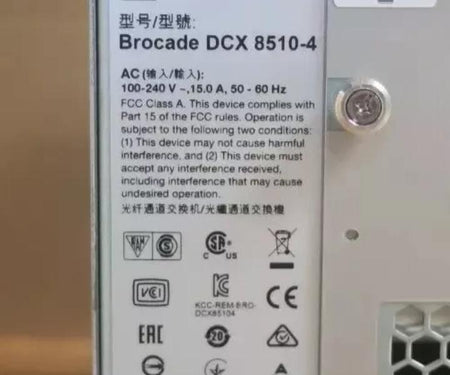 型号/型號:
Brocade DCX 8510-4
AC (输入/輸入):
100-240 V ~,15.0 A, 50 - 60 Hz
FCC Class A. This device complies with
Part 15 of the FCC rules. Operation is
subject to the following two conditions:
(1) This device may not cause harmful
interference, and (2) This device must
accept any interference received,
including interference that may cause
undesired operation.
光纤通道交换机/光纖通道交換機
S
SA
C US
VCI
KC
KCC-REM-BRC-
DCX85104
CE
EAC
20